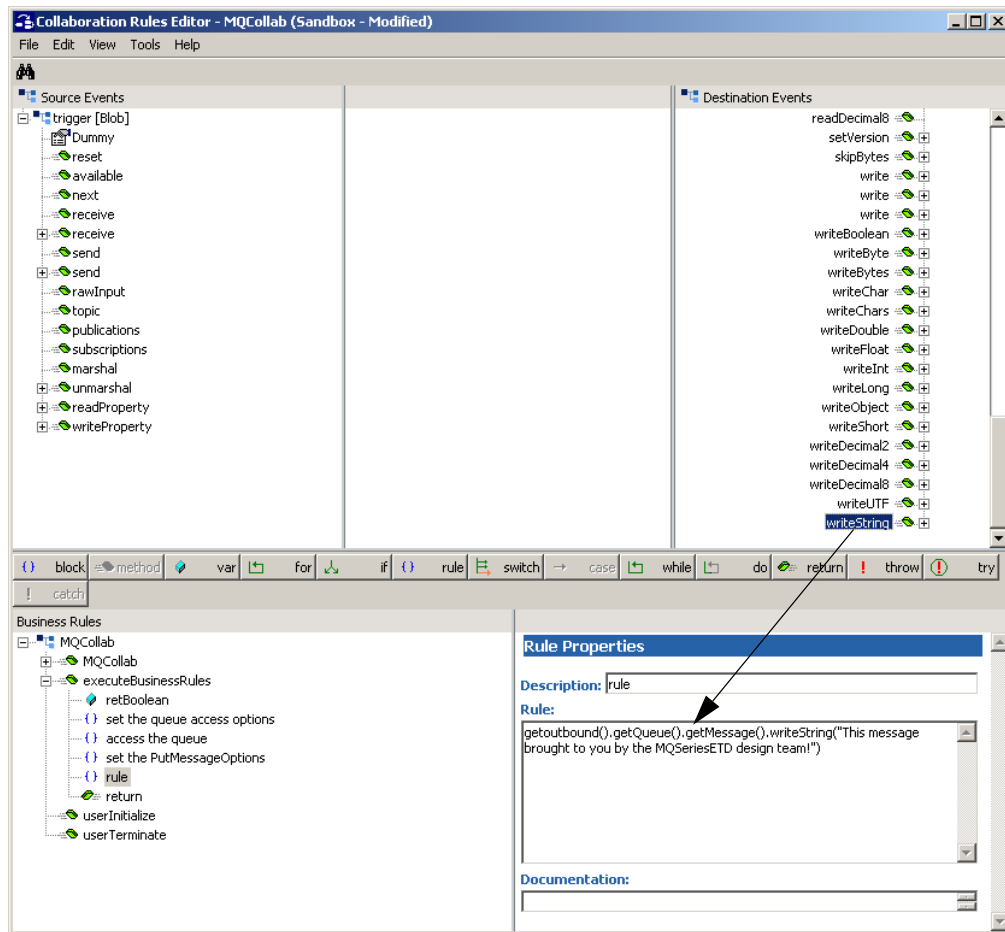 Collaboration Rules Editor - MQCollab (Sandbox - Modified)
File Edit View Tools Help
Source Events
trigger [Blob]
Dummy
reset
available
next
receive
receive
send
send
rawInput
topic
publications
subscriptions
marshal
unmarshal
readProperty
writeProperty
Destination Events
readDecimal8
setVersion
skipBytes
write
write
write
writeBoolean
writeByte
writeBytes
writeChar
writeChars
writeDouble
writeFloat
writeInt
writeLong
writeObject
writeShort
writeDecimal2
writeDecimal4
writeDecimal8
writeUTF
writeString
{} block method var for if {} rule switch case while do return ! throw try
! catch
Business Rules
MQCollab
MQCollab
executeBusinessRules
retBoolean
{} set the queue access options
{} access the queue
{} set the PutMessageOptions
{} rule
return
userInitialize
userTerminate
Rule Properties
Description: rule
Rule:
getoutbound().getQueue().getMessage().writeString("This message
brought to you by the MQSeriesETD design team!")
Documentation: